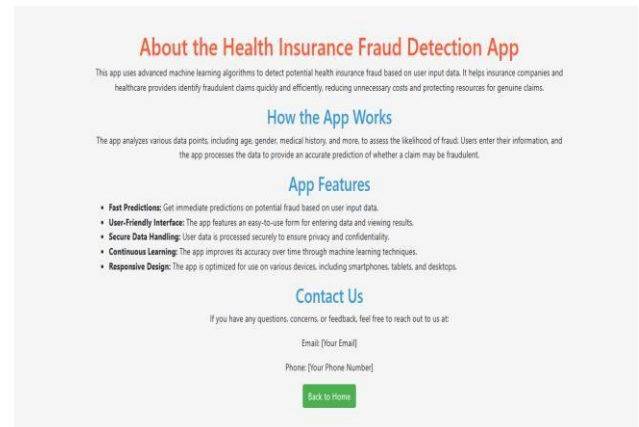 About the Health Insurance Fraud Detection App
This app uses advanced machine learning algorithms to detect potential health insurance fraud based on user input data. It helps insurance companies and
healthcare providers identify fraudulent claims quickly and efficiently, reducing unnecessary costs and protecting resources for genuine claims.
How the App Works
The app analyzes various data points, including age, gender, medical history, and more, to assess the likelihood of fraud. Users enter their information, and
the app processes the data to provide an accurate prediction of whether a claim may be fraudulent.
App Features
• Fast Predictions: Get immediate predictions on potential fraud based on user input data.
• User-Friendly Interface: The app features an easy-to-use form for entering data and viewing results.
• Secure Data Handling: User data is processed securely to ensure privacy and confidentiality.
• Continuous Learning: The app improves its accuracy over time through machine learning techniques.
• Responsive Design: The app is optimized for use on various devices, including smartphones, tablets, and desktops.
Contact Us
If you have any questions, concerns, or feedback, feel free to reach out to us at:
Email: [Your Email]
Phone: [Your Phone Number]
Back to Home